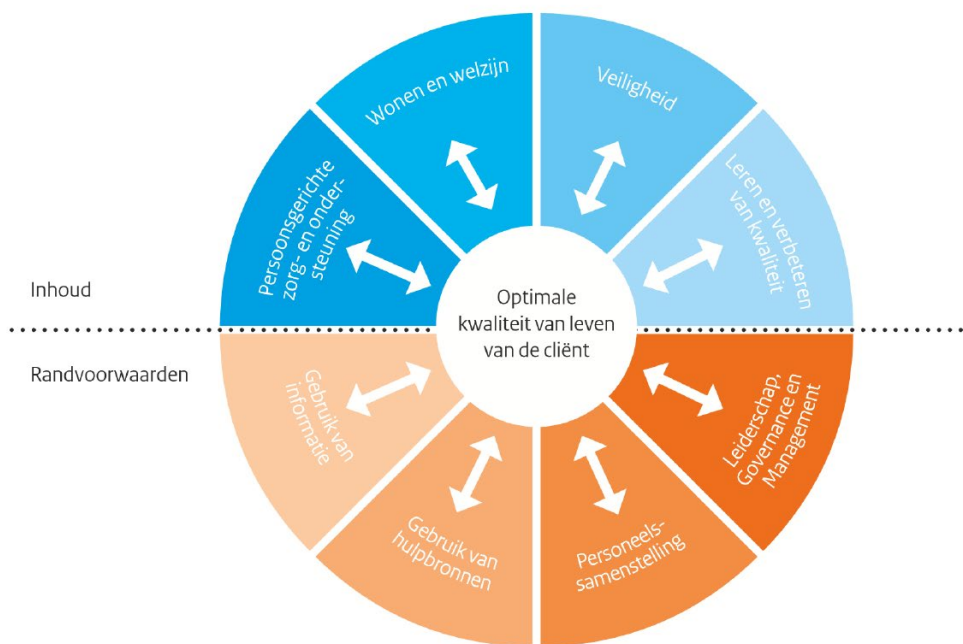 Wonen en welzijn
Veiligheid
Persoonsgerichte
zorg- en onder-
steuning
Leren en verbeteren
van kwaliteit
Inhoud
Optimale
kwaliteit van leven
van de cliënt
Randvoorwaarden
Gebruik van
informatie
Leiderschap,
Governance en
Management
Gebruik van
hulpbronnen
Personeels-
samenstelling